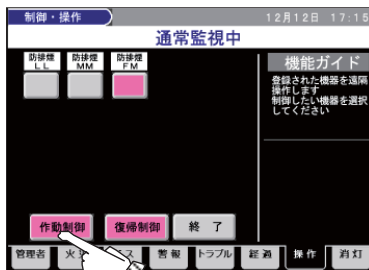 制御・操作
12月12日 17:15
通常監視中
防排煙
LL
防排煙
MM
防排煙
FM
機能ガイド
登録された機器を遠隔
操作します
制御したい機器を選択
してください
作動制御
復帰制御
終 了
管理者
警報
トラブル
経過
操作
消灯